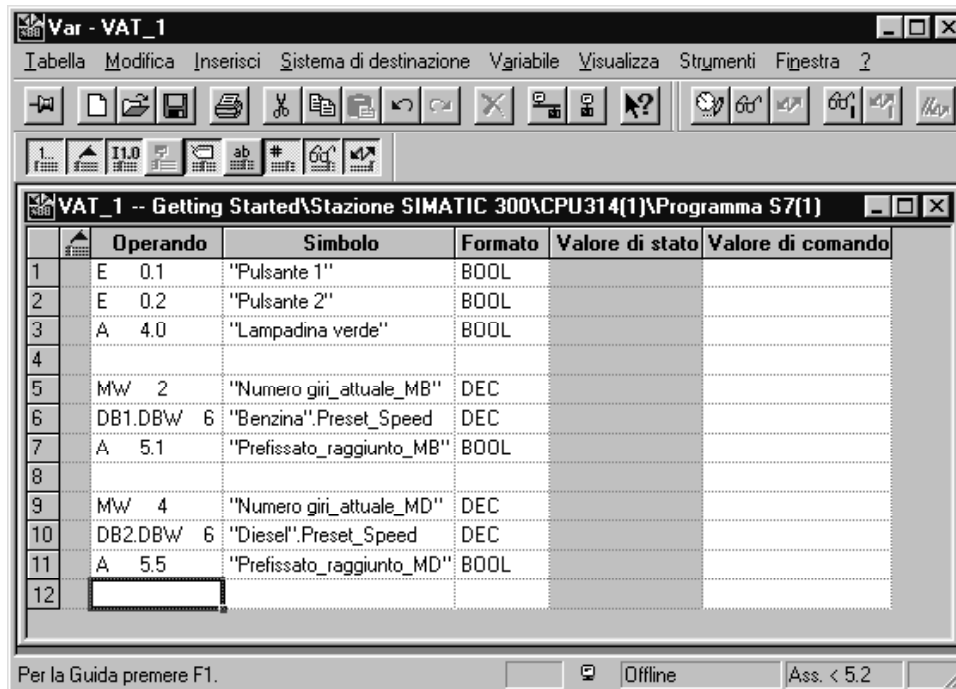 Var - VAT_1
Tabella Modifica Inserisci Sistema di destinazione Variabile Visualizza Strumenti Finestra ?
1... I1.0 ab #
VAT_1 -- Getting Started\Stazione SIMATIC 300\CPU314(1)\Programma S7(1)
Operando Simbolo Formato Valore di stato Valore di comando
1 E 0.1 "Pulsante 1" BOOL
2 E 0.2 "Pulsante 2" BOOL
3 A 4.0 "Lampadina verde" BOOL
4
5 MW 2 "Numero giri_attuale_MB" DEC
6 DB1.DBW 6 "Benzina".Preset_Speed DEC
7 A 5.1 "Prefissato_raggiunto_MB" BOOL
8
9 MW 4 "Numero giri_attuale_MD" DEC
10 DB2.DBW 6 "Diesel".Preset_Speed DEC
11 A 5.5 "Prefissato_raggiunto_MD" BOOL
12
Per la Guida premere F1. Offline Ass. < 5.2